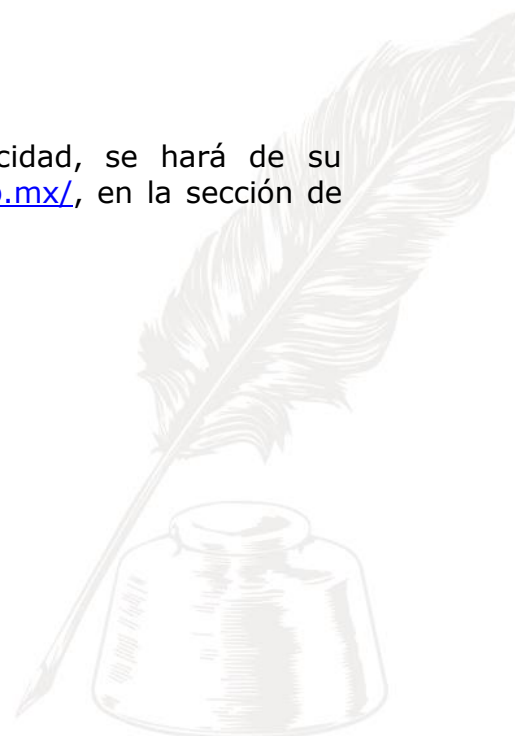 cidad, se hará de su
.mx/, en la sección de